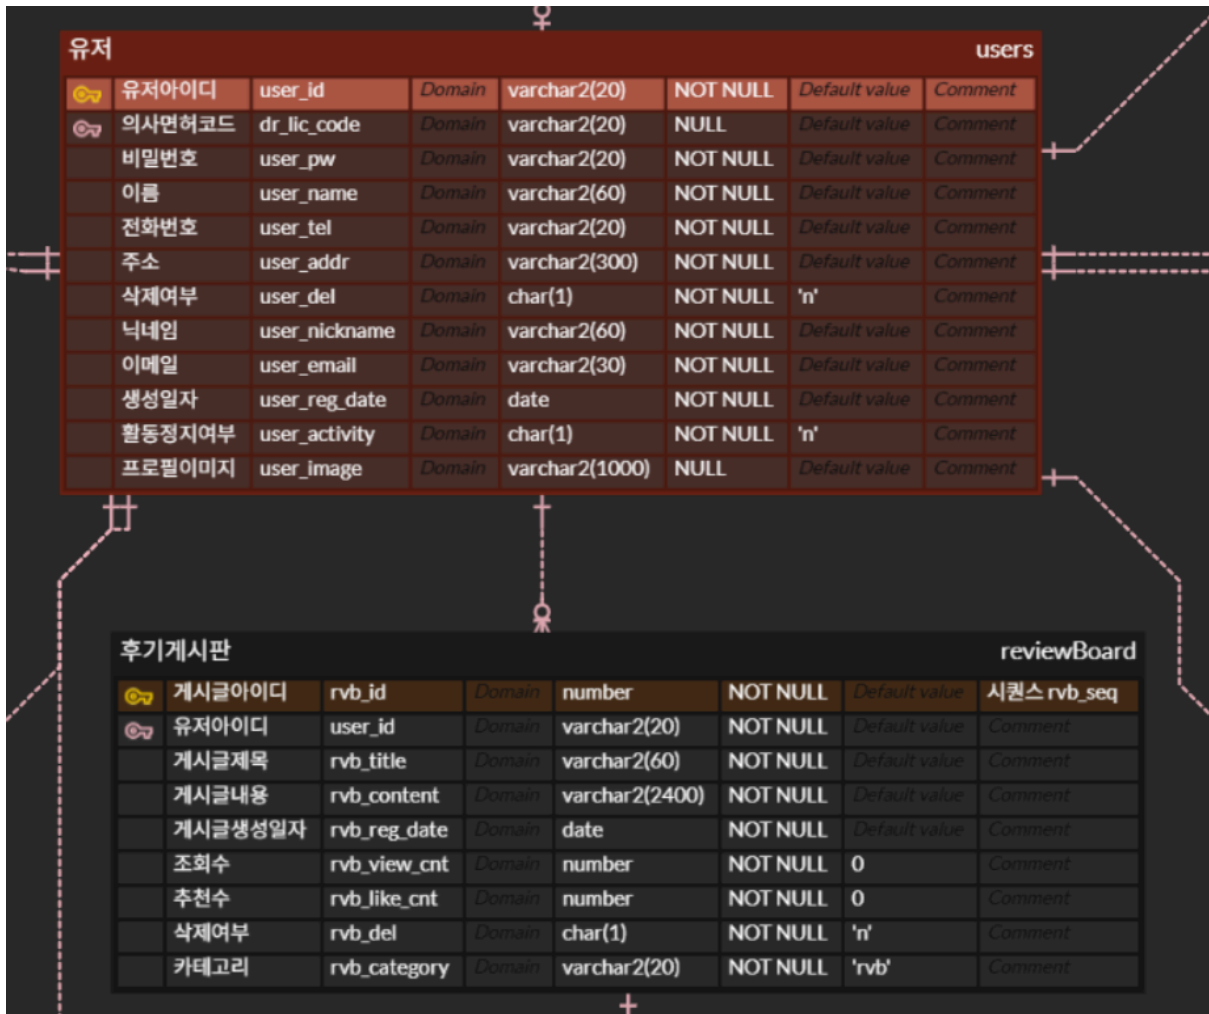 유저 users
유저아이디 user_id Domain varchar2(20) NOT NULL Default value Comment
의사면허코드 dr_lic_code Domain varchar2(20) NULL Default value Comment
비밀번호 user_pw Domain varchar2(20) NOT NULL Default value Comment
이름 user_name Domain varchar2(60) NOT NULL Default value Comment
전화번호 user_tel Domain varchar2(20) NOT NULL Default value Comment
주소 user_addr Domain varchar2(300) NOT NULL Default value Comment
삭제여부 user_del Domain char(1) NOT NULL 'n' Comment
닉네임 user_nickname Domain varchar2(60) NOT NULL Default value Comment
이메일 user_email Domain varchar2(30) NOT NULL Default value Comment
생성일자 user_reg_date Domain date NOT NULL Default value Comment
활동정지여부 user_activity Domain char(1) NOT NULL 'n' Comment
프로필이미지 user_image Domain varchar2(1000) NULL Default value Comment
후기게시판 reviewBoard
게시글아이디 rvb_id Domain number NOT NULL Default value 시퀀스 rvb_seq
유저아이디 user_id Domain varchar2(20) NOT NULL Default value Comment
게시글제목 rvb_title Domain varchar2(60) NOT NULL Default value Comment
게시글내용 rvb_content Domain varchar2(2400) NOT NULL Default value Comment
게시글생성일자 rvb_reg_date Domain date NOT NULL Default value Comment
조회수 rvb_view_cnt Domain number NOT NULL 0 Comment
추천수 rvb_like_cnt Domain number NOT NULL 0 Comment
삭제여부 rvb_del Domain char(1) NOT NULL 'n' Comment
카테고리 rvb_category Domain varchar2(20) NOT NULL 'rvb' Comment